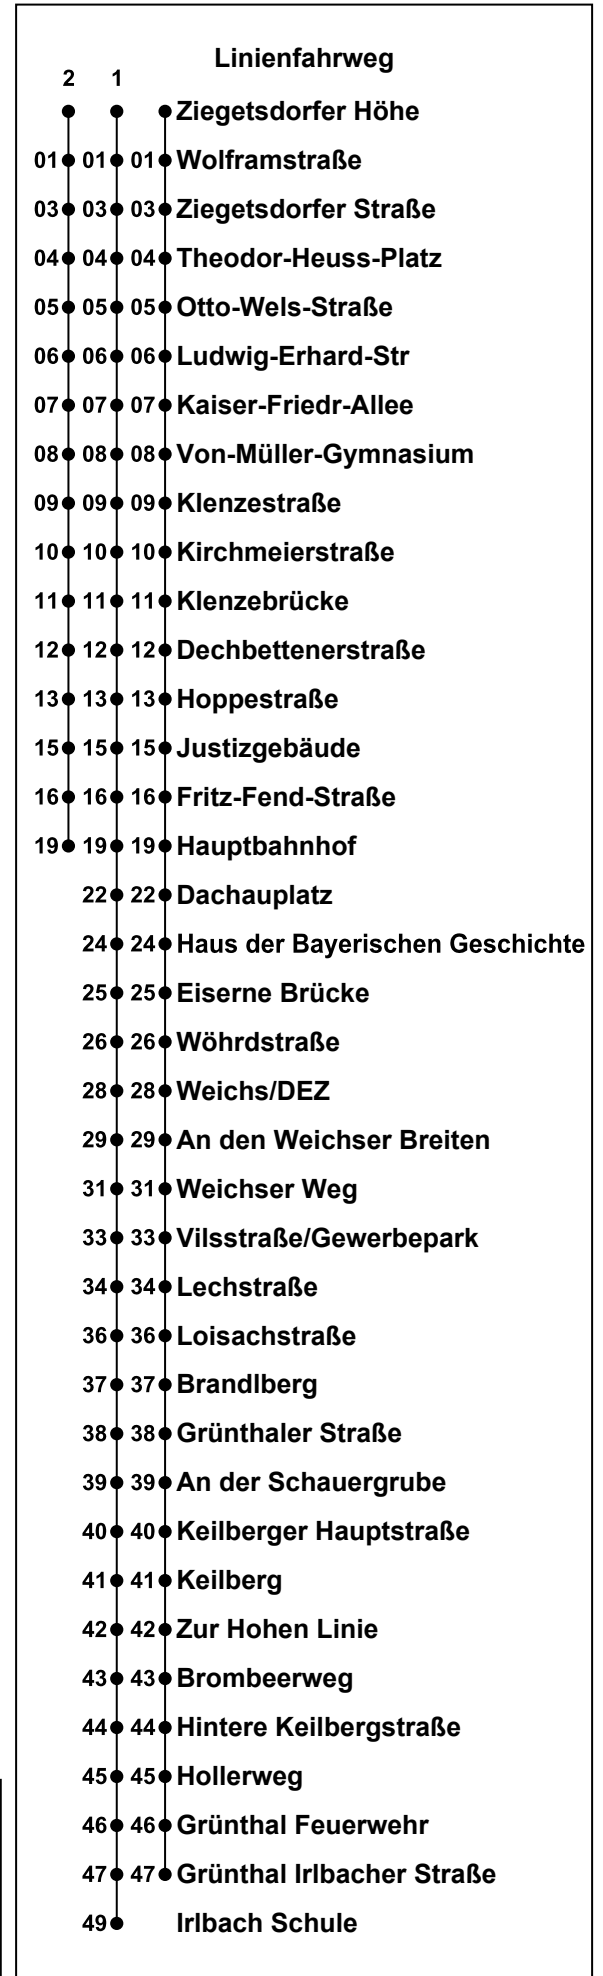 Linienfahrweg
2 1
Ziegetsdorfer Höhe
01 01 01 Wolframstraße
03 03 03 Ziegetsdorfer Straße
04 04 04 Theodor-Heuss-Platz
05 05 05 Otto-Wels-Straße
06 06 06 Ludwig-Erhard-Str
07 07 07 Kaiser-Friedr-Allee
08 08 08 Von-Müller-Gymnasium
09 09 09 Klenzestraße
10 10 10 Kirchmeierstraße
11 11 11 Klenzebrücke
12 12 12 Dechbettenerstraße
13 13 13 Hoppestraße
15 15 15 Justizgebäude
16 16 16 Fritz-Fend-Straße
19 19 19 Hauptbahnhof
22 22 Dachauplatz
24 24 Haus der Bayerischen Geschichte
25 25 Eiserne Brücke
26 26 Wöhrdstraße
28 28 Weichs/DEZ
29 29 An den Weichser Breiten
31 31 Weichser Weg
33 33 Vilsstraße/Gewerbepark
34 34 Lechstraße
36 36 Loisachstraße
37 37 Brandlberg
38 38 Grünthaler Straße
39 39 An der Schauergrube
40 40 Keilberger Hauptstraße
41 41 Keilberg
42 42 Zur Hohen Linie
43 43 Brombeerweg
44 44 Hintere Keilbergstraße
45 45 Hollerweg
46 46 Grünthal Feuerwehr
47 47 Grünthal Irlbacher Straße
49 Irlbach Schule